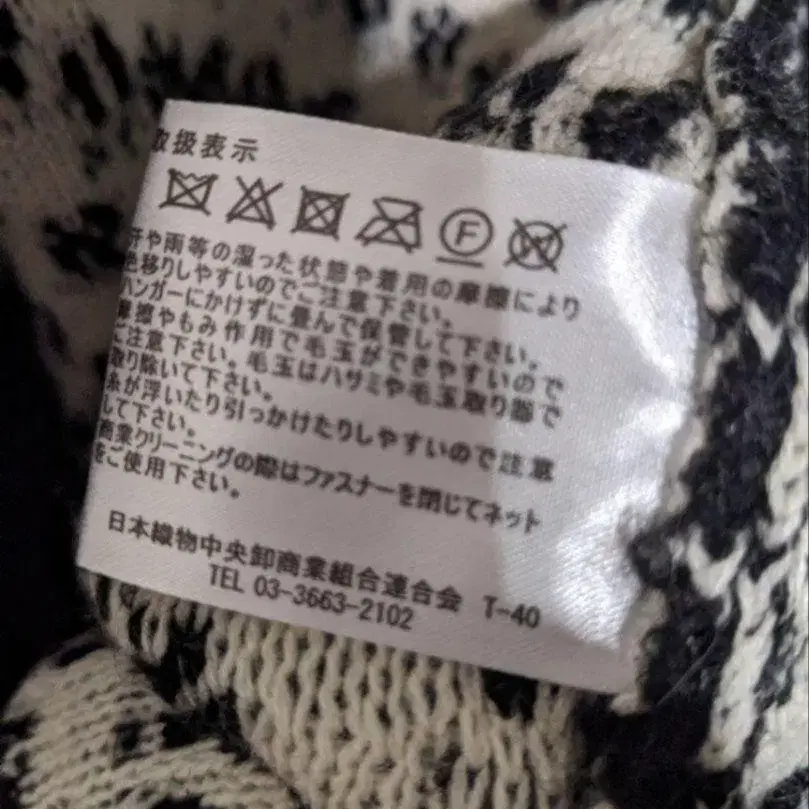 取扱表示
F W
汗や雨等の湿った状態や着用の摩擦により
色移りしやすいのでご注意下さい。
ハンガーにかけずに畳んで保管して下さい。
摩擦やもみ作用で毛玉ができやすいので
ご注意下さい。毛玉はハサミや毛玉取り器で
取り除いて下さい。
糸が浮いたり引っかけたりしやすいので注意
して下さい。
商業クリーニングの際はファスナーを閉じてネット
をご使用下さい。
日本織物中央卸商業組合連合会 T-40
TEL 03-3663-2102